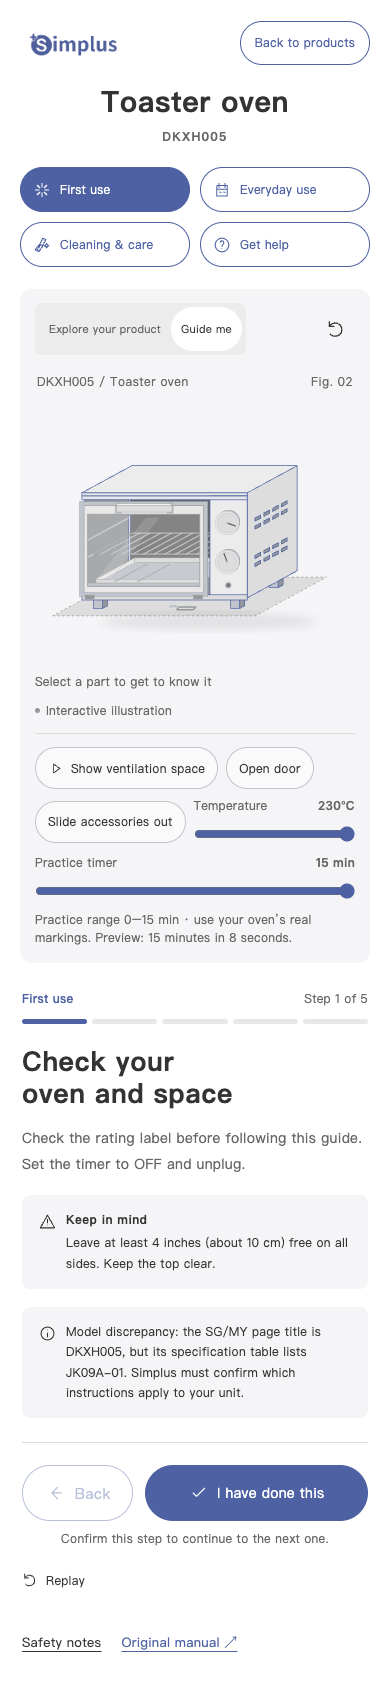 Simplus
Back to products
Toaster oven
DKXH005
First use
Everyday use
Cleaning & care
Get help
Explore your product
Guide me
DKXH005 / Toaster oven
Fig. 02
Select a part to get to know it
Interactive illustration
Show ventilation space
Open door
Slide accessories out
Temperature
230°C
Practice timer
15 min
Practice range 0–15 min · use your oven's real
markings. Preview: 15 minutes in 8 seconds.
First use
Step 1 of 5
Check your
oven and space
Check the rating label before following this guide.
Set the timer to OFF and unplug.
Keep in mind
Leave at least 4 inches (about 10 cm) free on all
sides. Keep the top clear.
Model discrepancy: the SG/MY page title is
DKXH005, but its specification table lists
JK09A-01. Simplus must confirm which
instructions apply to your unit.
Back
I have done this
Confirm this step to continue to the next one.
Replay
Safety notes
Original manual ↗